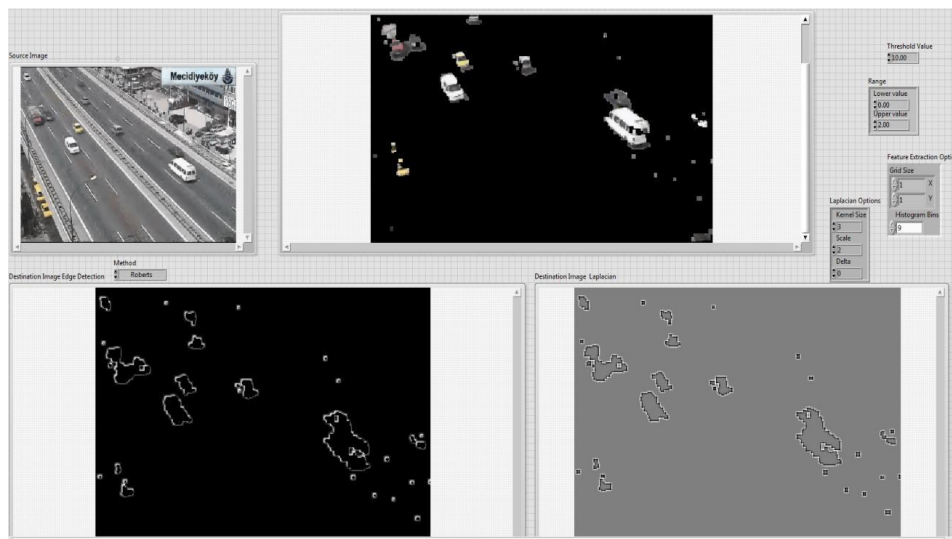 Source Image
Mecidiyeköy
Threshold Value
10.00
Range
Lower value
0.00
Upper value
2.00
Feature Extraction Opti
Grid Size
1 X
1 Y
Histogram Bins
9
Laplacian Options
Kernel Size
3
Scale
2
Delta
0
Method
Roberts
Destination Image Edge Detection
Destination Image Laplacian